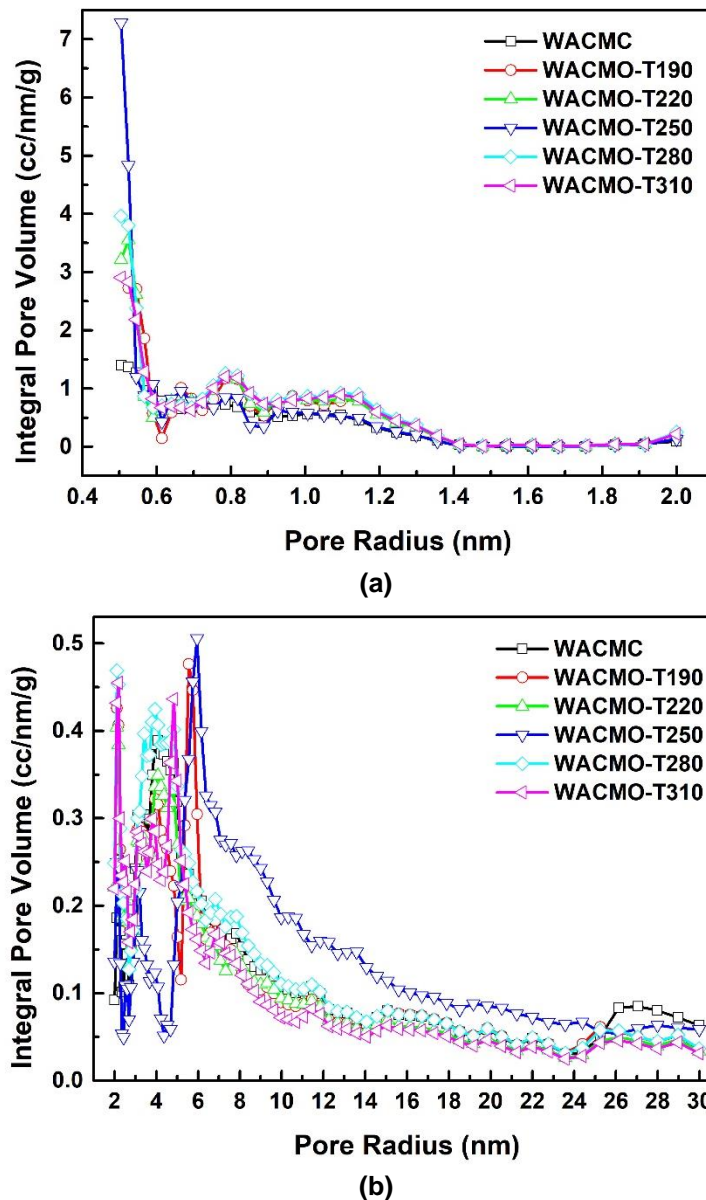 7
6
5
4
3
2
1
0
Integral Pore Volume (cc/nm/g)
WACMC
WACMO-T190
WACMO-T220
WACMO-T250
WACMO-T280
WACMO-T310
0.4 0.6 0.8 1.0 1.2 1.4 1.6 1.8 2.0
Pore Radius (nm)
(a)
0.5
0.4
0.3
0.2
0.1
0.0
Integral Pore Volume (cc/nm/g)
WACMC
WACMO-T190
WACMO-T220
WACMO-T250
WACMO-T280
WACMO-T310
2 4 6 8 10 12 14 16 18 20 22 24 26 28 30
Pore Radius (nm)
(b)